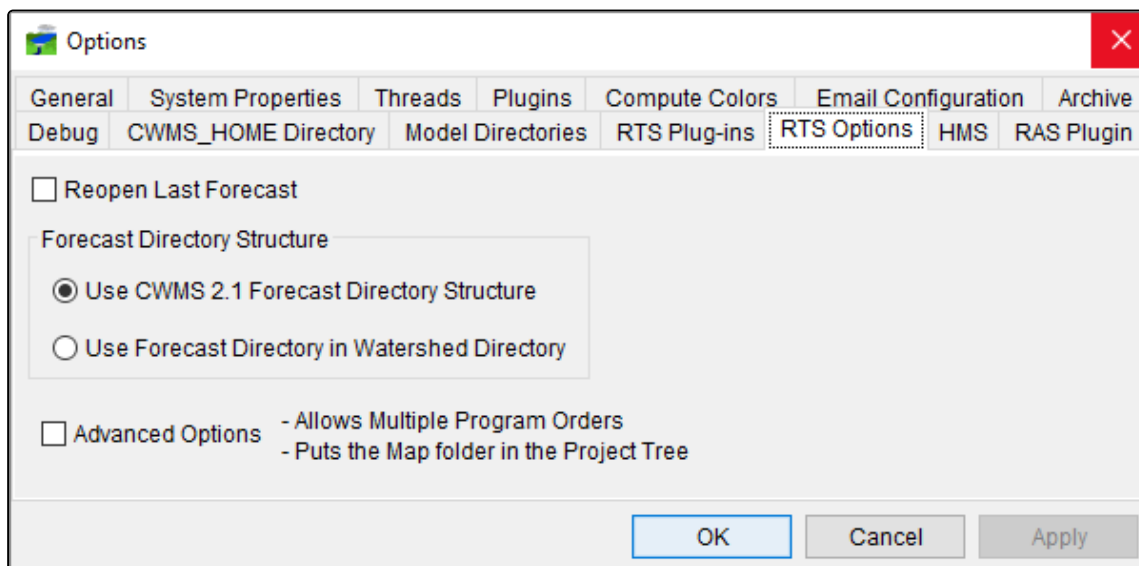 Options
General System Properties Threads Plugins Compute Colors Email Configuration Archive
Debug CWMS_HOME Directory Model Directories RTS Plug-ins RTS Options HMS RAS Plugin
Reopen Last Forecast
Forecast Directory Structure
Use CWMS 2.1 Forecast Directory Structure
Use Forecast Directory in Watershed Directory
Advanced Options - Allows Multiple Program Orders
- Puts the Map folder in the Project Tree
OK Cancel Apply